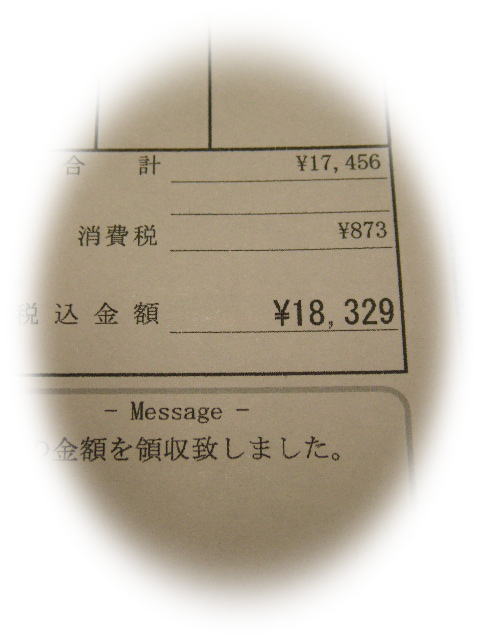 合計 ¥17,456
消費税 ¥873
税込金額 ¥18,329
- Message -
の金額を領収致しました。